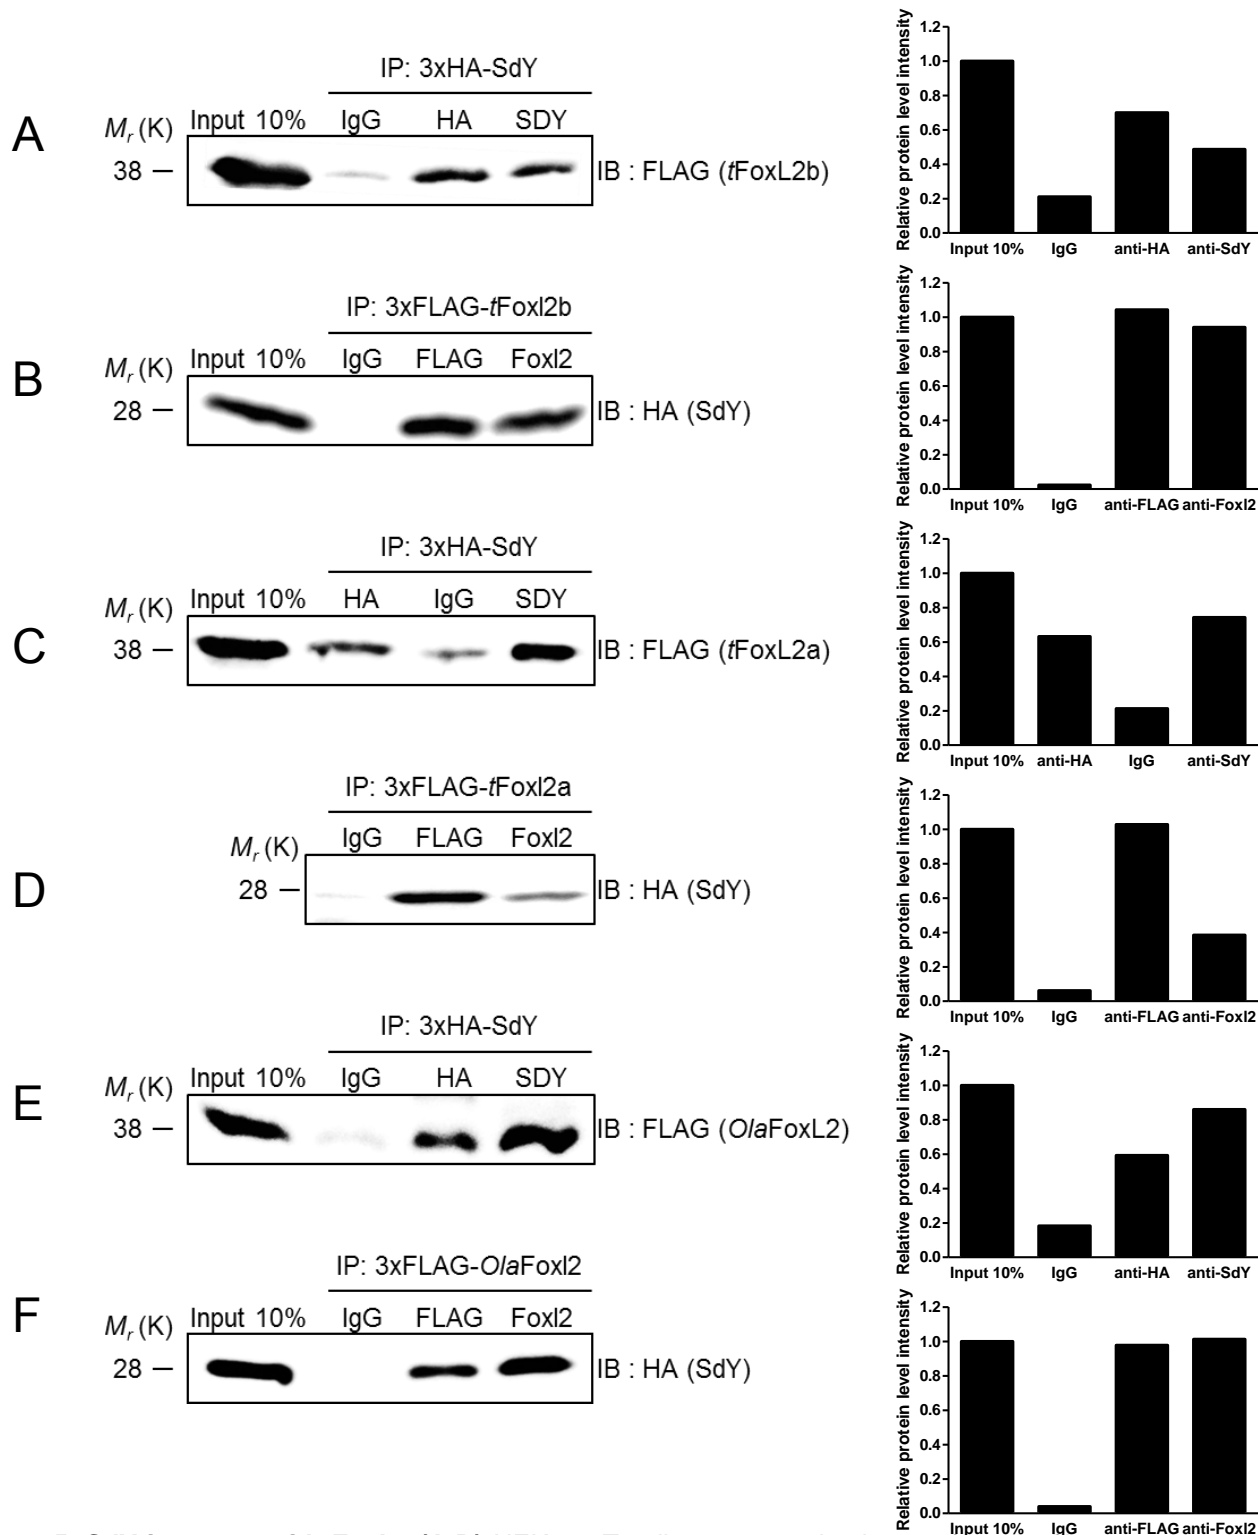 A
IP: 3xHA-SdY
Mr (K)
Input 10% IgG HA SDY
38
IB : FLAG (tFoxL2b)
Relative protein level intensity
1.2
1.0
0.8
0.6
0.4
0.2
0.0
Input 10% IgG anti-HA anti-SdY
B
IP: 3xFLAG-tFoxl2b
Mr (K)
Input 10% IgG FLAG Foxl2
28
IB : HA (SdY)
Relative protein level intensity
1.2
1.0
0.8
0.6
0.4
0.2
0.0
Input 10% IgG anti-FLAG anti-Foxl2
C
IP: 3xHA-SdY
Mr (K)
Input 10% HA IgG SDY
38
IB : FLAG (tFoxL2a)
Relative protein level intensity
1.2
1.0
0.8
0.6
0.4
0.2
0.0
Input 10% anti-HA IgG anti-SdY
D
IP: 3xFLAG-tFoxl2a
Mr (K)
IgG FLAG Foxl2
28
IB : HA (SdY)
Relative protein level intensity
1.2
1.0
0.8
0.6
0.4
0.2
0.0
Input 10% IgG anti-FLAG anti-Foxl2
E
IP: 3xHA-SdY
Mr (K)
Input 10% IgG HA SDY
38
IB : FLAG (OlaFoxL2)
Relative protein level intensity
1.2
1.0
0.8
0.6
0.4
0.2
0.0
Input 10% IgG anti-HA anti-SdY
F
IP: 3xFLAG-OlaFoxl2
Mr (K)
Input 10% IgG FLAG Foxl2
28
IB : HA (SdY)
Relative protein level intensity
1.2
1.0
0.8
0.6
0.4
0.2
0.0
Input 10% IgG anti-FLAG anti-Foxl2